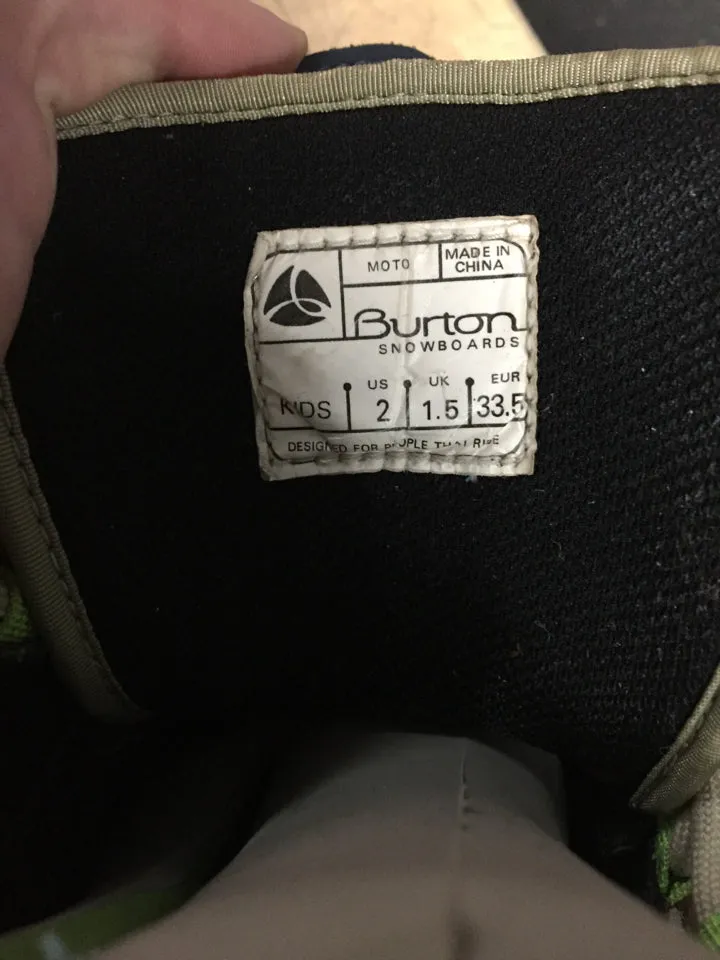 MOTO
MADE IN
CHINA
Burton
SNOWBOARDS
US UK EUR
KIDS 2 1.5 33.5
DESIGNED FOR PEOPLE THAT RIDE